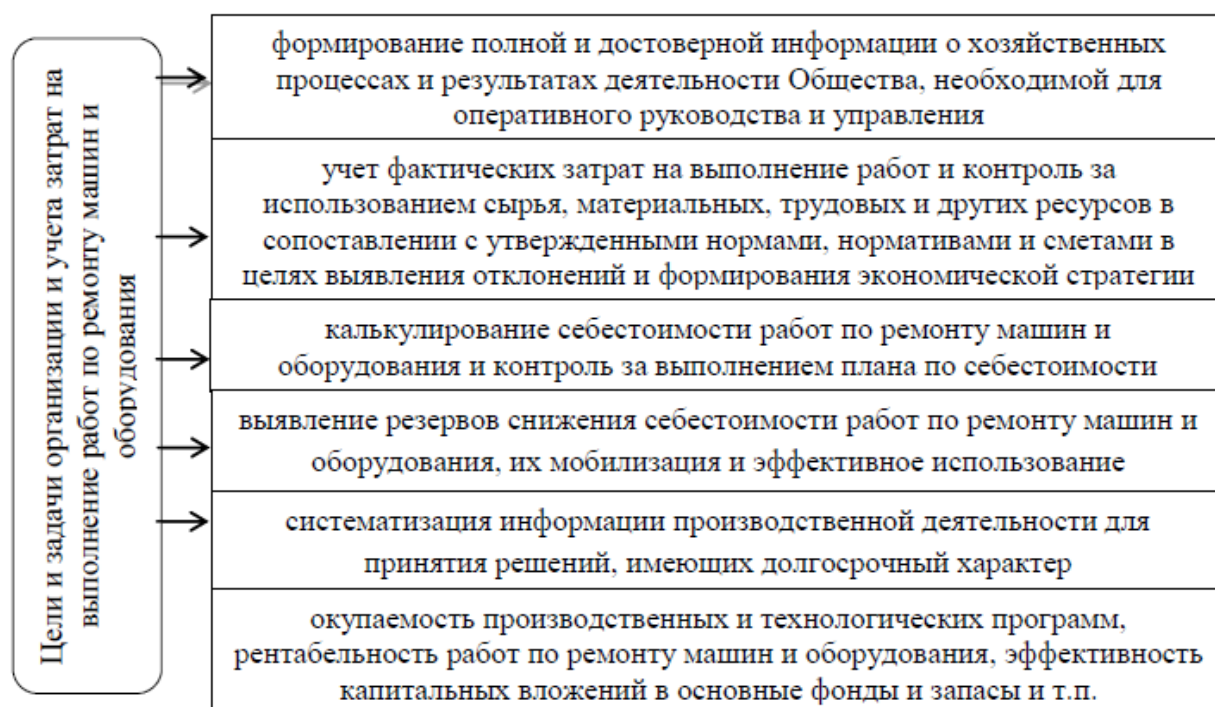 Цели и задачи организации и учета затрат на
выполнение работ по ремонту машин и
оборудования
формирование полной и достоверной информации о хозяйственных
процессах и результатах деятельности Общества, необходимой для
оперативного руководства и управления
учет фактических затрат на выполнение работ и контроль за
использованием сырья, материальных, трудовых и других ресурсов в
сопоставлении с утвержденными нормами, нормативами и сметами в
целях выявления отклонений и формирования экономической стратегии
калькулирование себестоимости работ по ремонту машин и
оборудования и контроль за выполнением плана по себестоимости
выявление резервов снижения себестоимости работ по ремонту машин и
оборудования, их мобилизация и эффективное использование
систематизация информации производственной деятельности для
принятия решений, имеющих долгосрочный характер
окупаемость производственных и технологических программ,
рентабельность работ по ремонту машин и оборудования, эффективность
капитальных вложений в основные фонды и запасы и т.п.